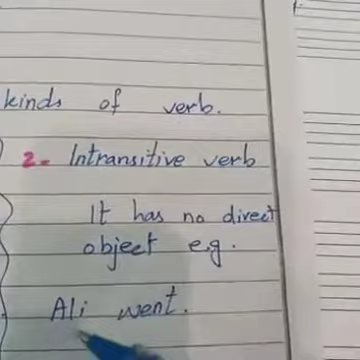 kinds of verb.
2. Intransitive verb
It has no direct
object e.g.
Ali went.